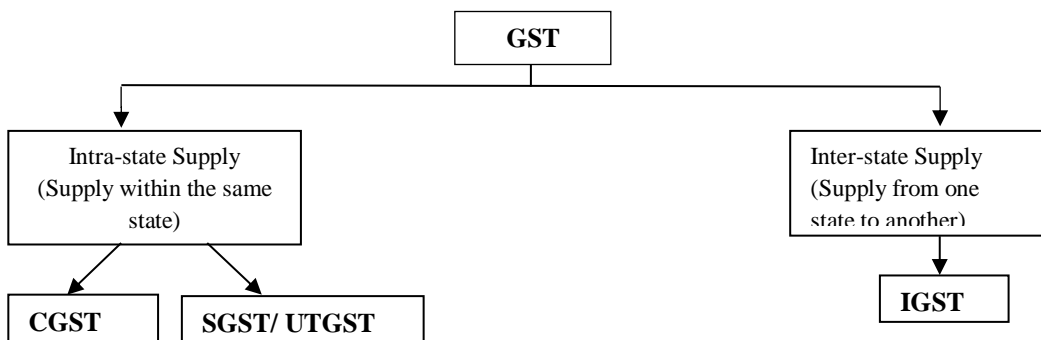 GST
Intra-state Supply
(Supply within the same
state)
Inter-state Supply
(Supply from one
state to another)
CGST
SGST/ UTGST
IGST